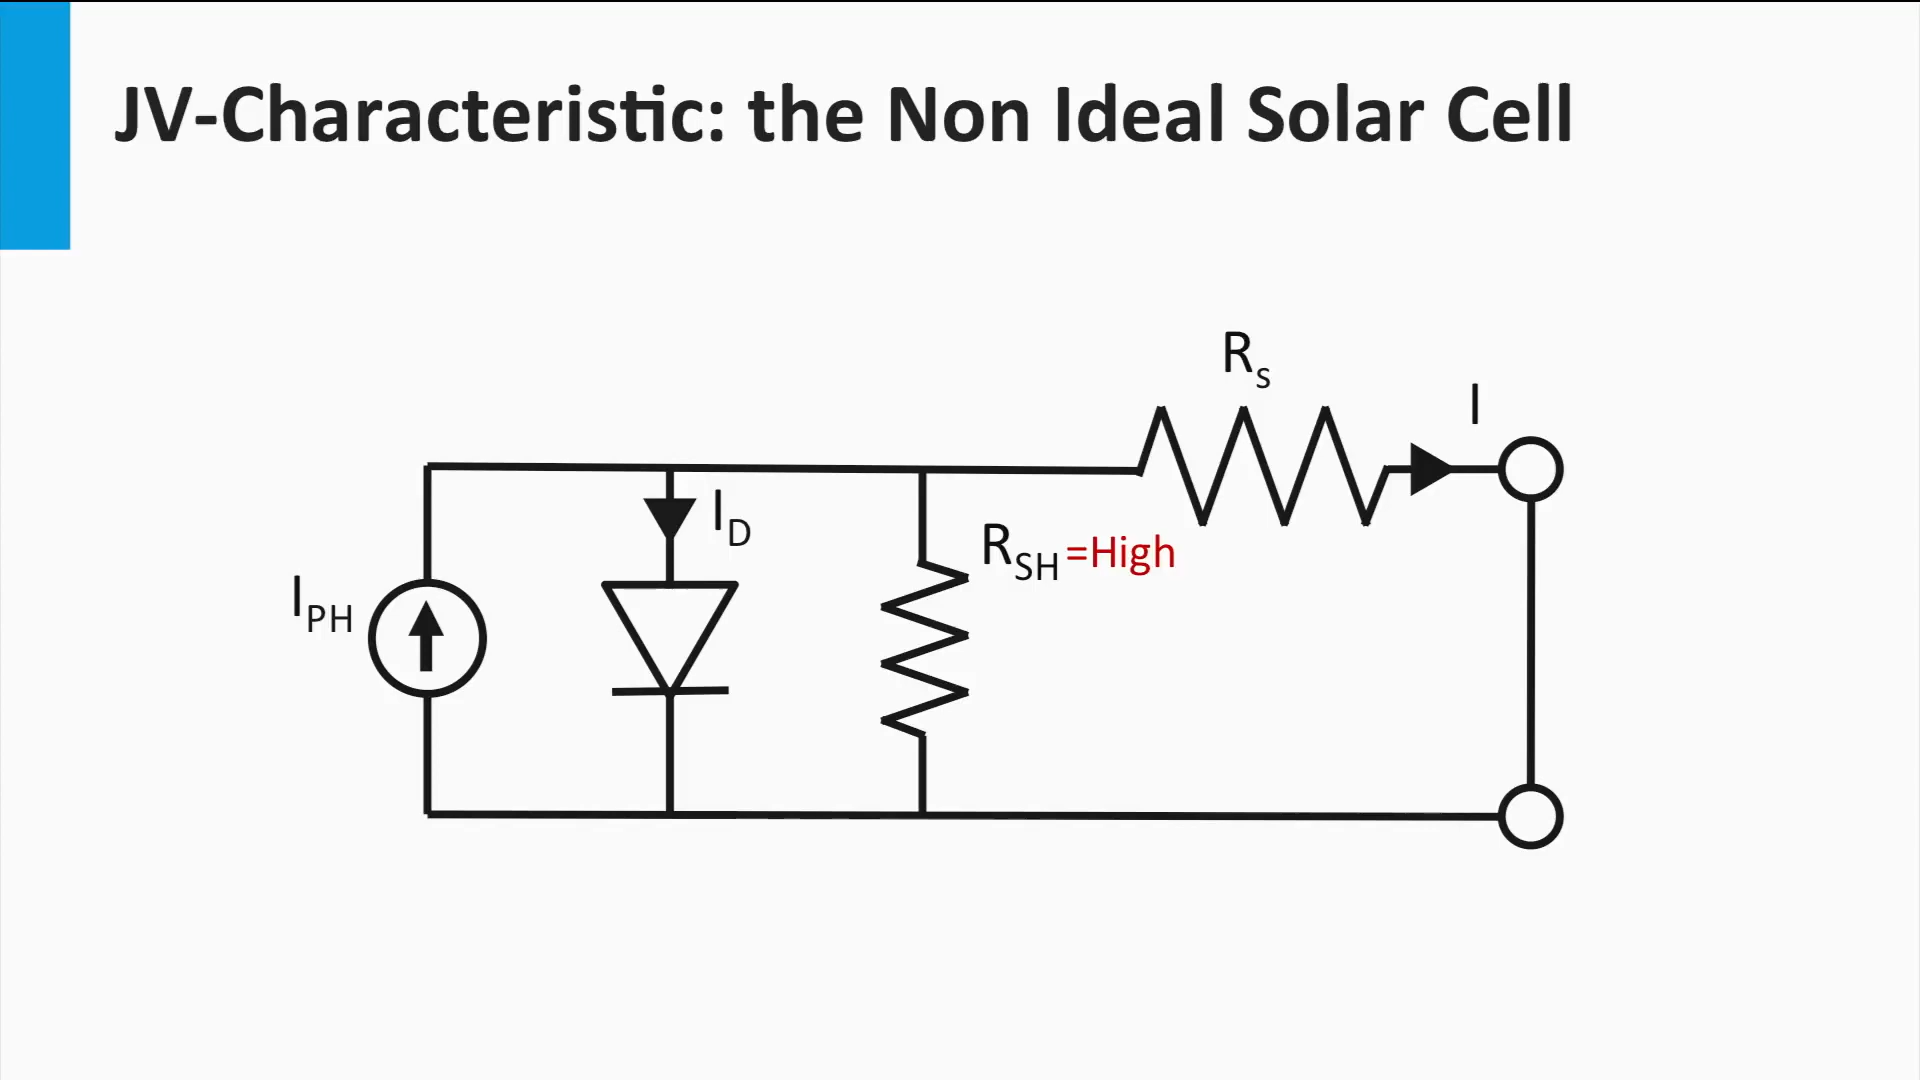 JV-Characteristic: the Non Ideal Solar Cell
Rs
I
ID
RSH =High
IPH